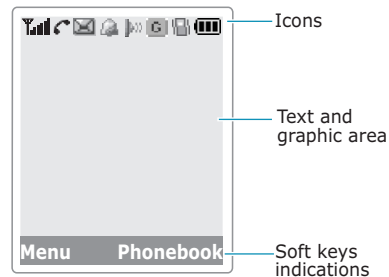 Icons
G
Text and
graphic area
Menu Phonebook
Soft keys
indications